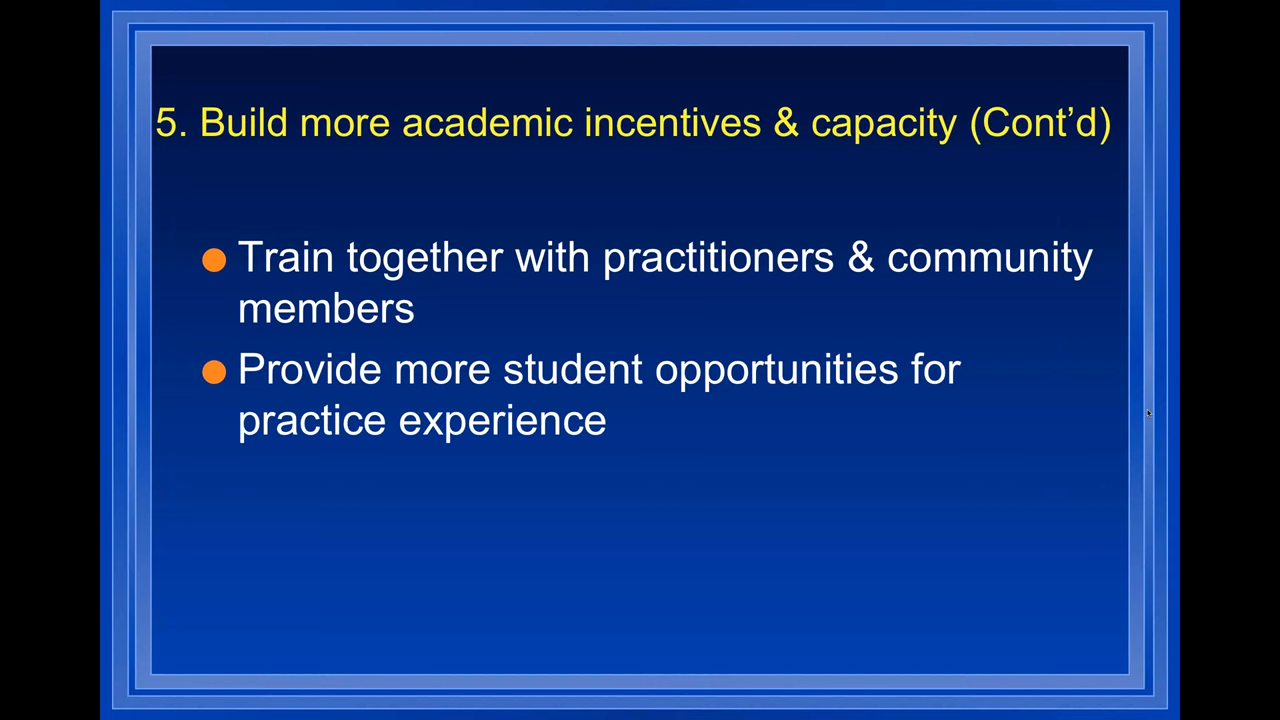 5. Build more academic incentives & capacity (Cont’d)
Train together with practitioners & community
members
Provide more student opportunities for
practice experience